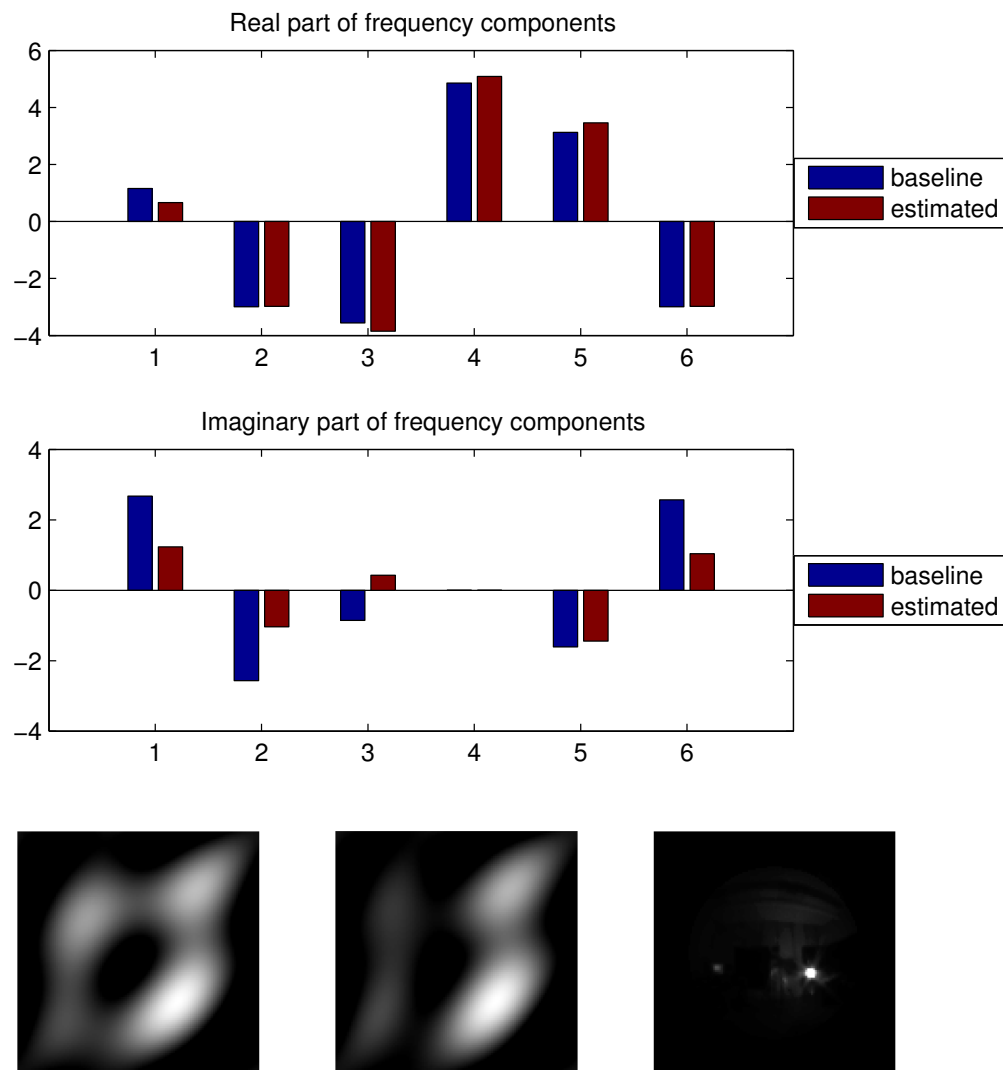 Real part of frequency components
6
4
2
0
−2
−4
1 2 3 4 5 6
baseline
estimated
Imaginary part of frequency components
4
2
0
−2
−4
1 2 3 4 5 6
baseline
estimated